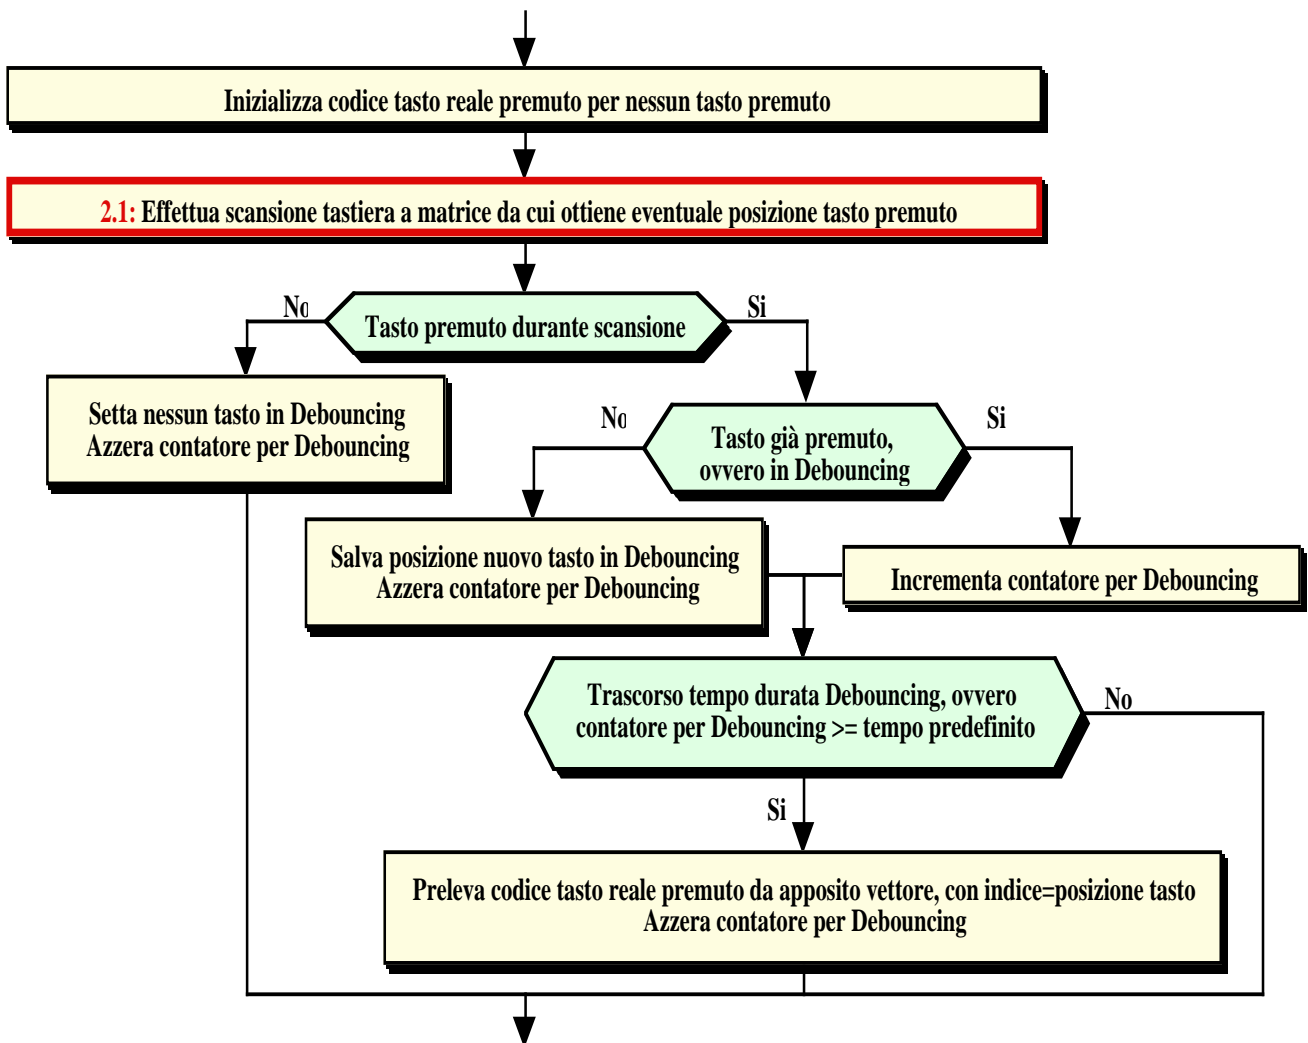 Inizializza codice tasto reale premuto per nessun tasto premuto
2.1: Effettua scansione tastiera a matrice da cui ottiene eventuale posizione tasto premuto
No
Si
Tasto premuto durante scansione
Setta nessun tasto in Debouncing
Azzera contatore per Debouncing
No
Si
Tasto già premuto,
ovvero in Debouncing
Salva posizione nuovo tasto in Debouncing
Azzera contatore per Debouncing
Incrementa contatore per Debouncing
Trascorso tempo durata Debouncing, ovvero
contatore per Debouncing >= tempo predefinito
No
Si
Preleva codice tasto reale premuto da apposito vettore, con indice=posizione tasto
Azzera contatore per Debouncing